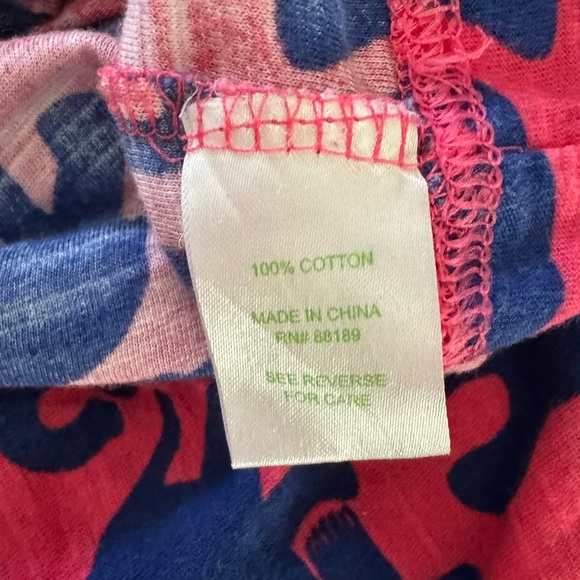 100% COTTON
MADE IN CHINA
RN# 88189
SEE REVERSE
FOR CARE